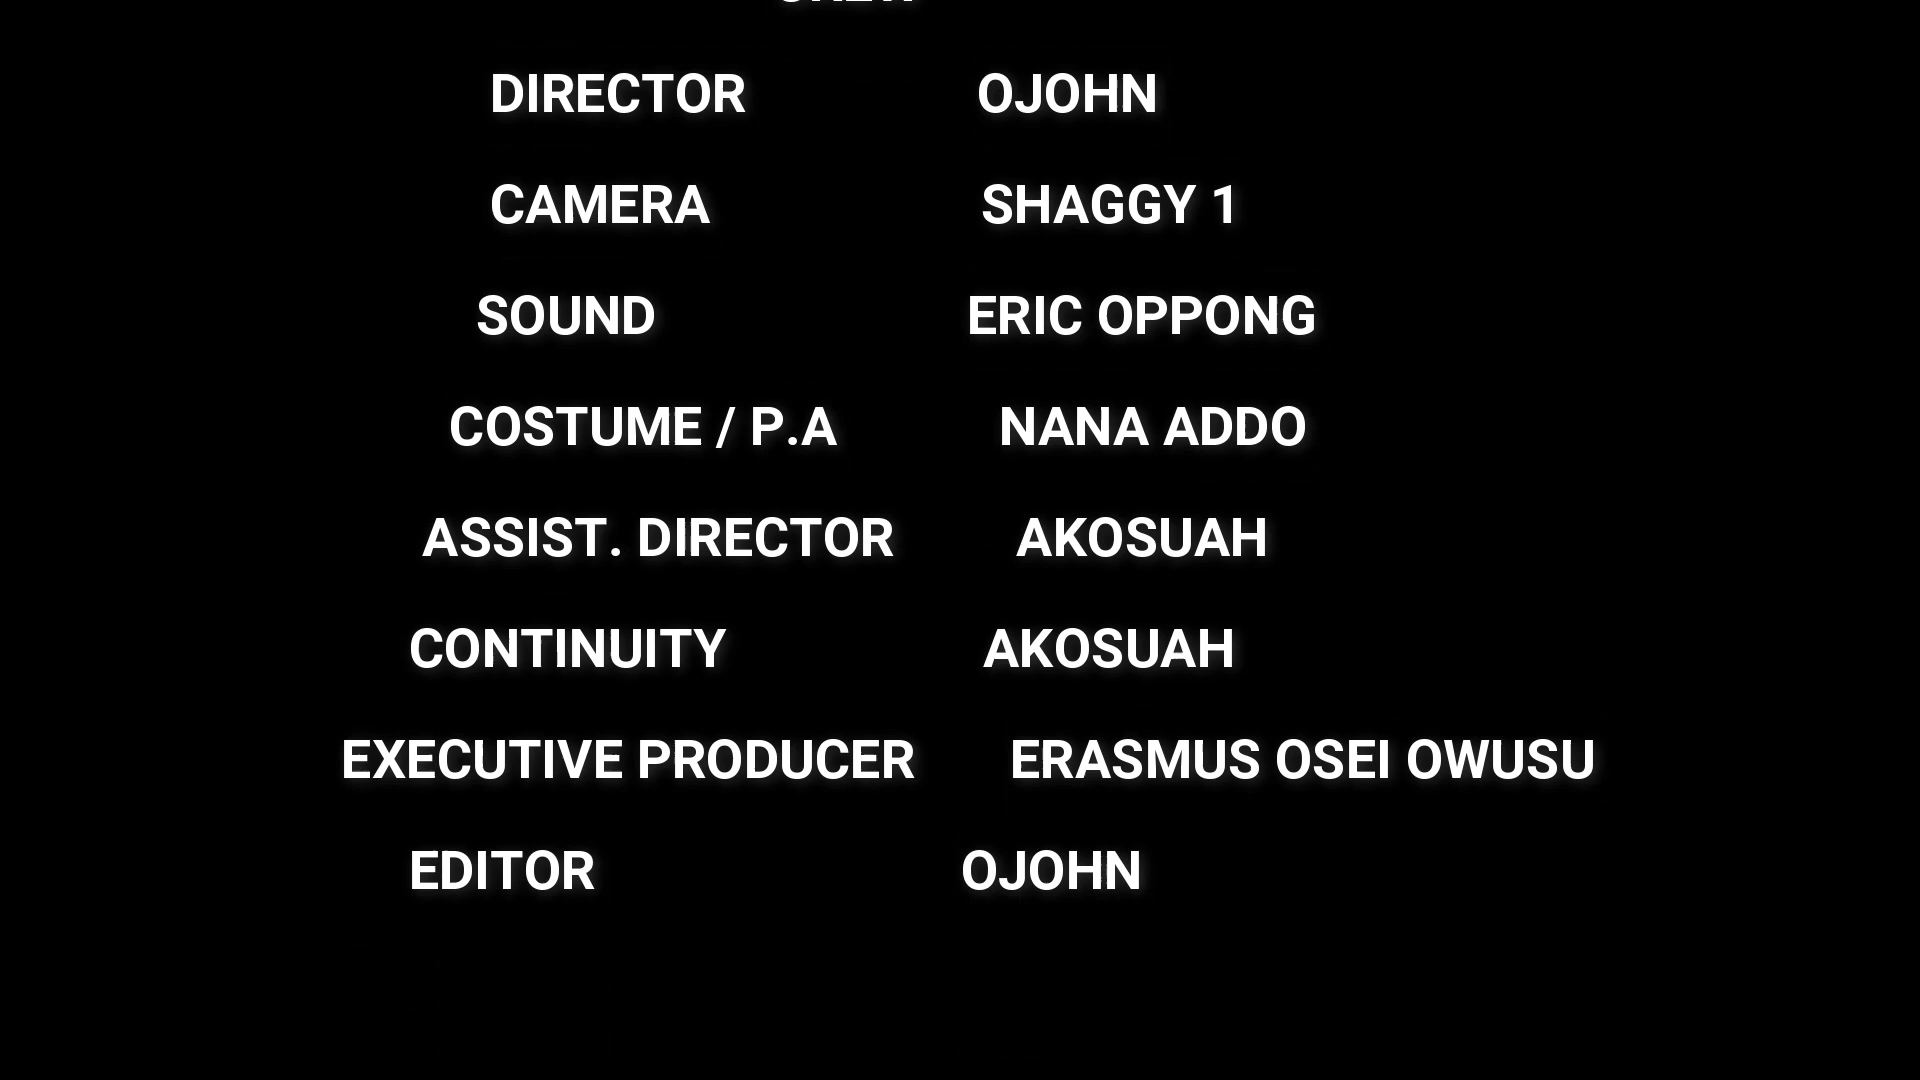 CREW
DIRECTOR OJOHN
CAMERA SHAGGY 1
SOUND ERIC OPPONG
COSTUME / P.A NANA ADDO
ASSIST. DIRECTOR AKOSUAH
CONTINUITY AKOSUAH
EXECUTIVE PRODUCER ERASMUS OSEI OWUSU
EDITOR OJOHN